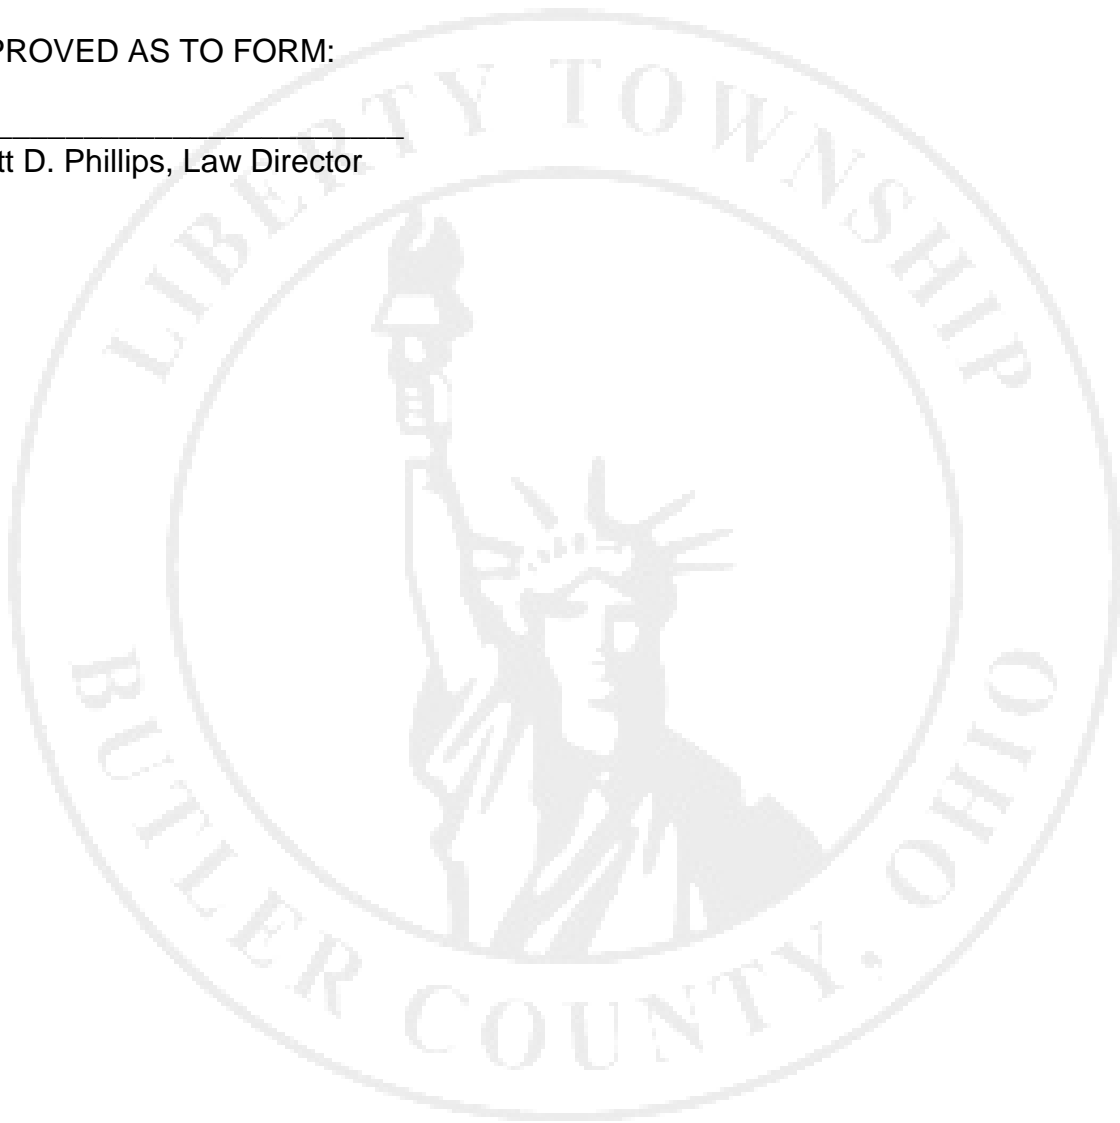 PROVED AS TO FORM:
tt D. Phillips, Law Director
LIBERTY TOWNSHIP
BUTLER COUNTY, OHIO